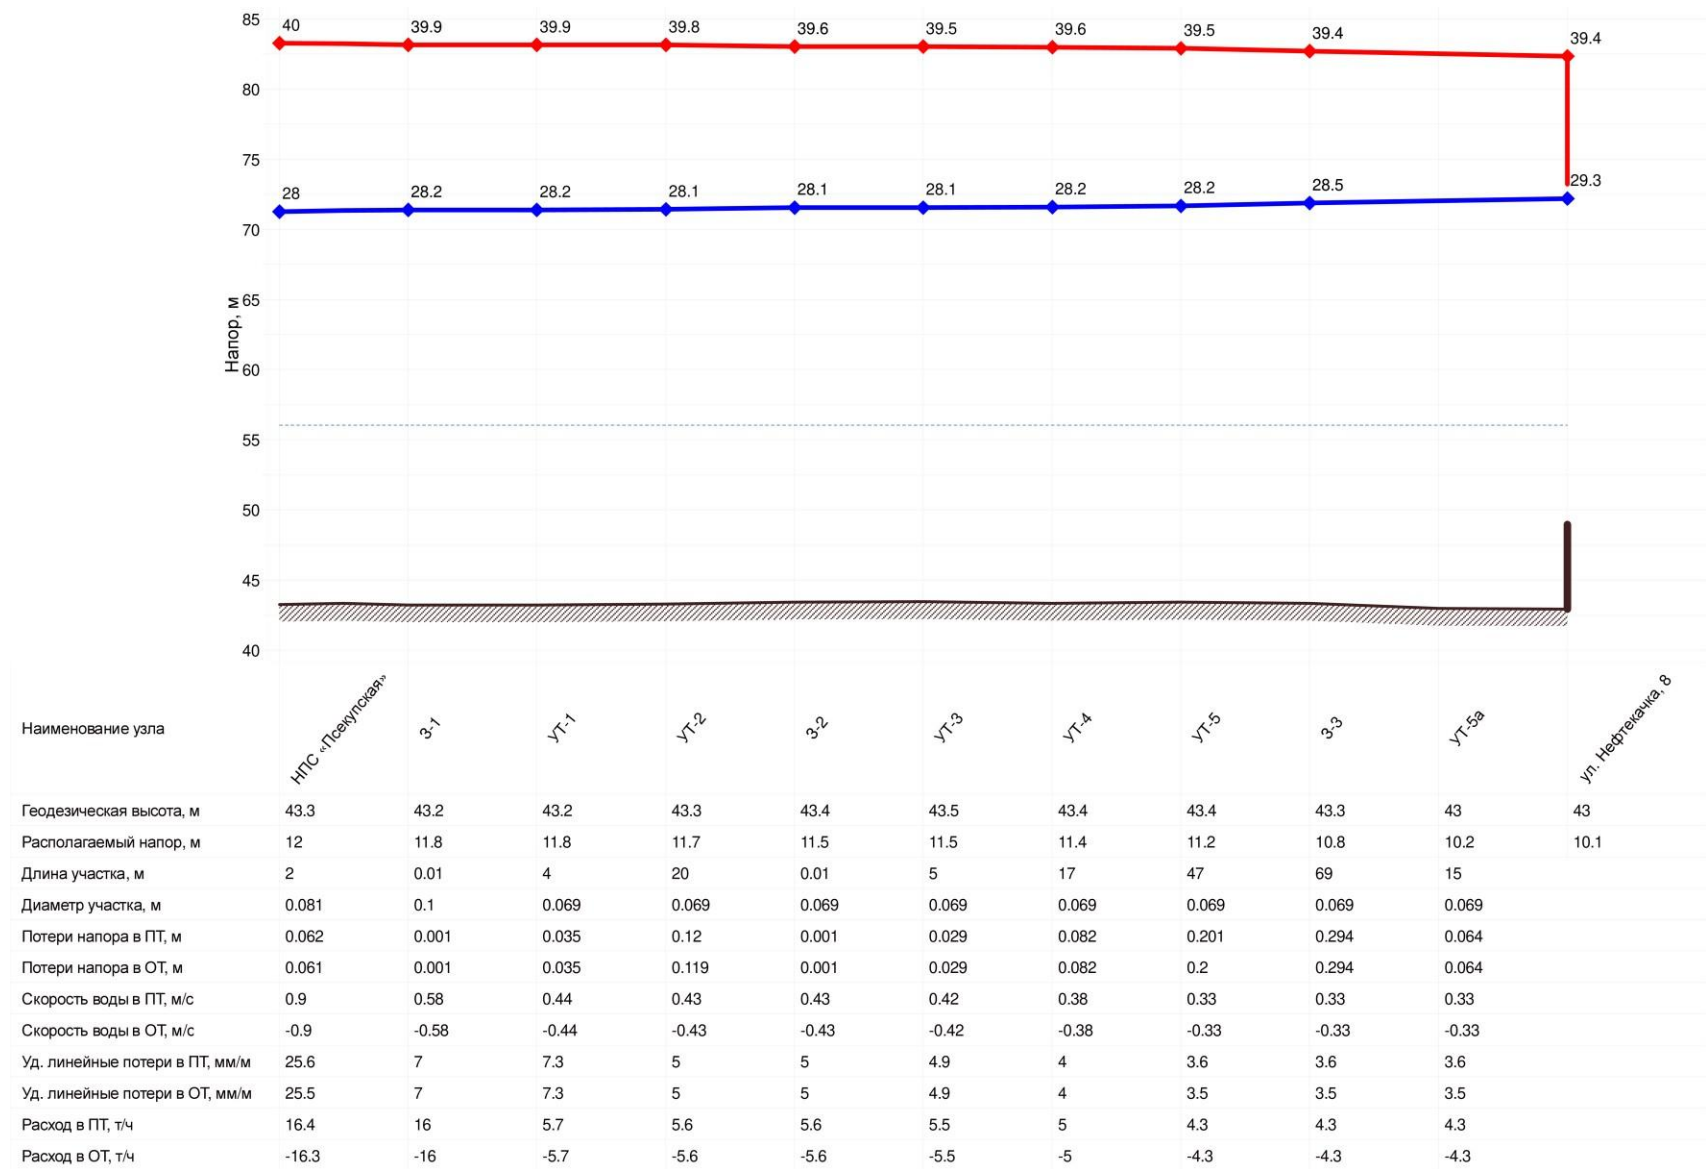 85
40 39.9 39.9 39.8 39.6 39.5 39.6 39.5 39.4 39.4
80
75
28 28.2 28.2 28.1 28.1 28.1 28.2 28.2 28.5 29.3
70
65
Напор, м
60
55
50
45
40
Наименование узла НПС «Псекупская» З-1 УТ-1 УТ-2 З-2 УТ-3 УТ-4 УТ-5 З-3 УТ-5а ул. Нефтекачка, 8
Геодезическая высота, м 43.3 43.2 43.2 43.3 43.4 43.5 43.4 43.4 43.3 43 43
Располагаемый напор, м 12 11.8 11.8 11.7 11.5 11.5 11.4 11.2 10.8 10.2 10.1
Длина участка, м 2 0.01 4 20 0.01 5 17 47 69 15
Диаметр участка, м 0.081 0.1 0.069 0.069 0.069 0.069 0.069 0.069 0.069 0.069
Потери напора в ПТ, м 0.062 0.001 0.035 0.12 0.001 0.029 0.082 0.201 0.294 0.064
Потери напора в ОТ, м 0.061 0.001 0.035 0.119 0.001 0.029 0.082 0.2 0.294 0.064
Скорость воды в ПТ, м/с 0.9 0.58 0.44 0.43 0.43 0.42 0.38 0.33 0.33 0.33
Скорость воды в ОТ, м/с -0.9 -0.58 -0.44 -0.43 -0.43 -0.42 -0.38 -0.33 -0.33 -0.33
Уд. линейные потери в ПТ, мм/м 25.6 7 7.3 5 5 4.9 4 3.6 3.6 3.6
Уд. линейные потери в ОТ, мм/м 25.5 7 7.3 5 5 4.9 4 3.5 3.5 3.5
Расход в ПТ, т/ч 16.4 16 5.7 5.6 5.6 5.5 5 4.3 4.3 4.3
Расход в ОТ, т/ч -16.3 -16 -5.7 -5.6 -5.6 -5.5 -5 -4.3 -4.3 -4.3